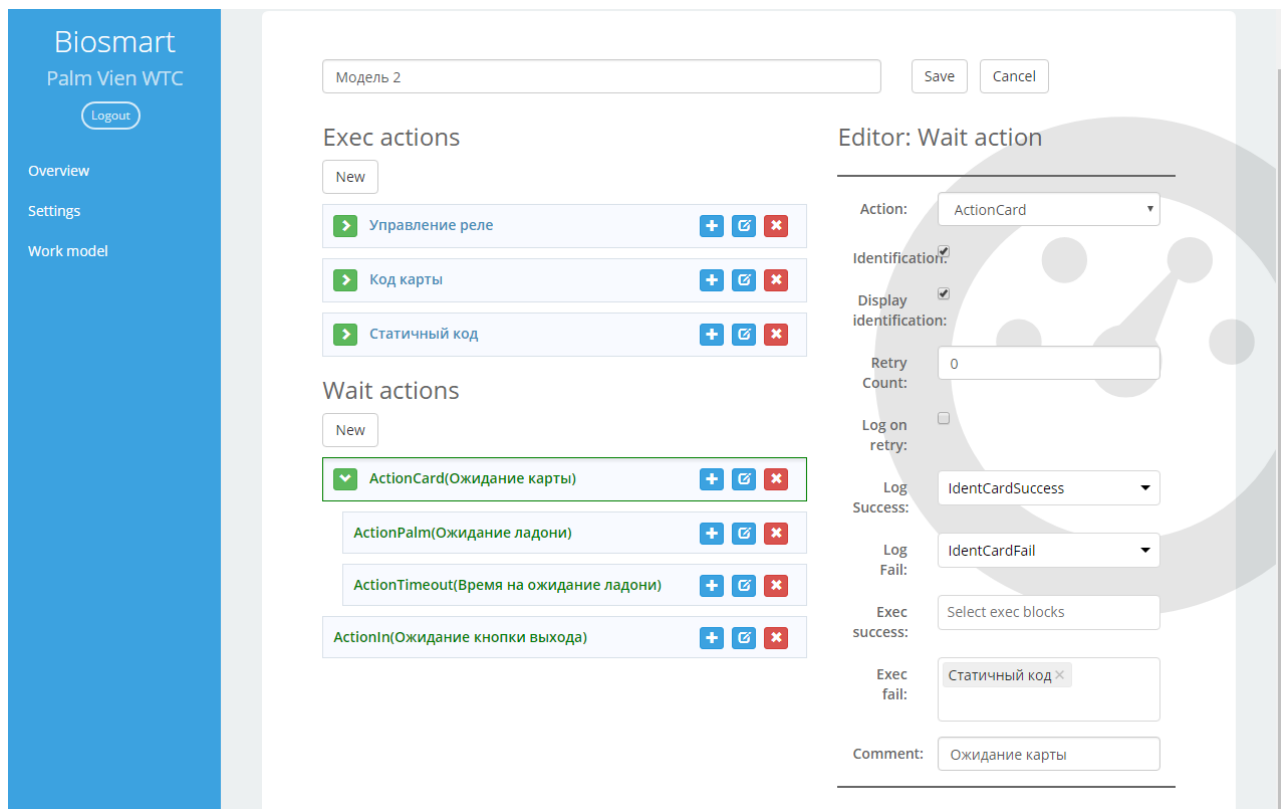 Biosmart
Palm Vien WTC
Logout
Overview
Settings
Work model
Модель 2
Save
Cancel
Exec actions
New
Управление реле
Код карты
Статичный код
Wait actions
New
ActionCard(Ожидание карты)
ActionPalm(Ожидание ладони)
ActionTimeout(Время на ожидание ладони)
ActionIn(Ожидание кнопки выхода)
Editor: Wait action
Action:
ActionCard
Identification:
Display
identification:
Retry
Count:
0
Log on
retry:
Log
Success:
IdentCardSuccess
Log
Fail:
IdentCardFail
Exec
success:
Select exec blocks
Exec
fail:
Статичный код
Comment:
Ожидание карты